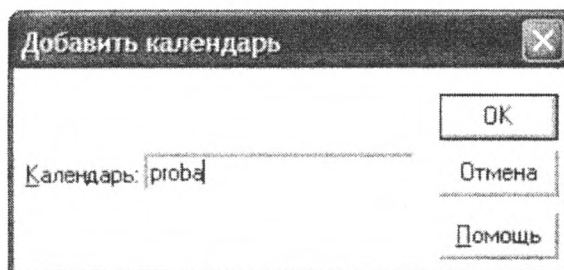 Добавить календарь
OK
Календарь: proba
Отмена
Помощь